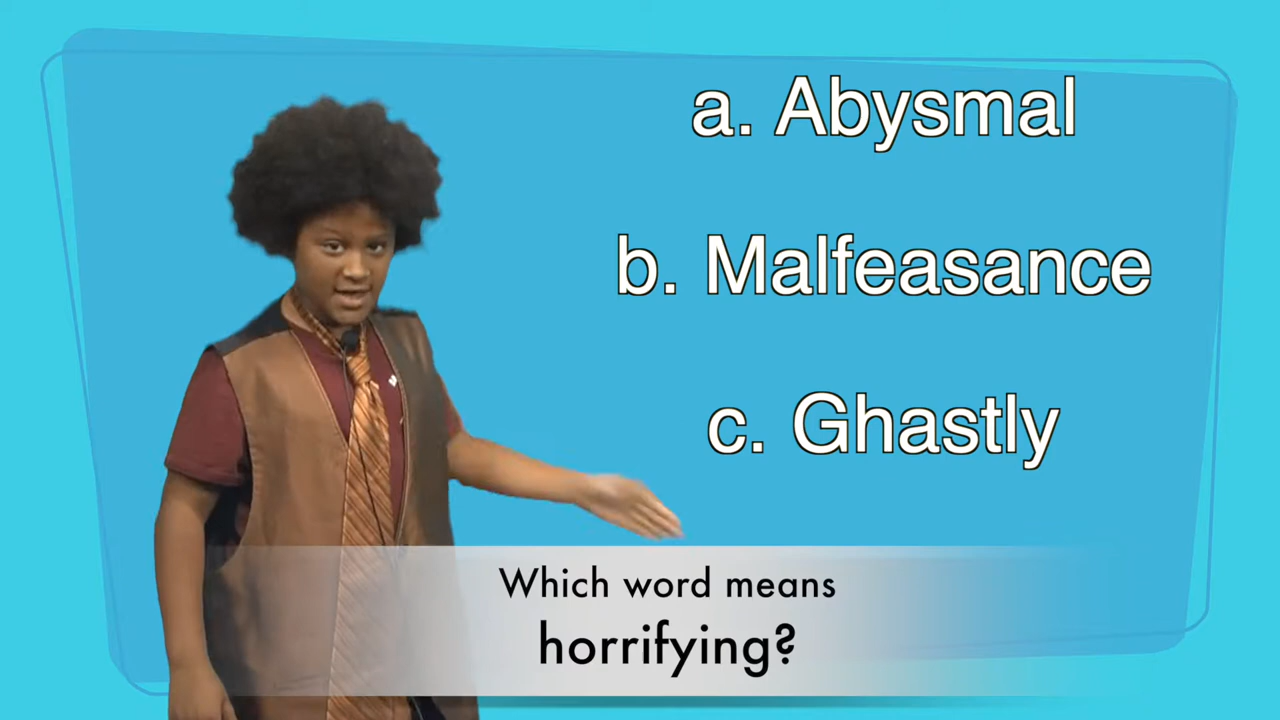 a. Abysmal
b. Malfeasance
c. Ghastly
Which word means
horrifying?